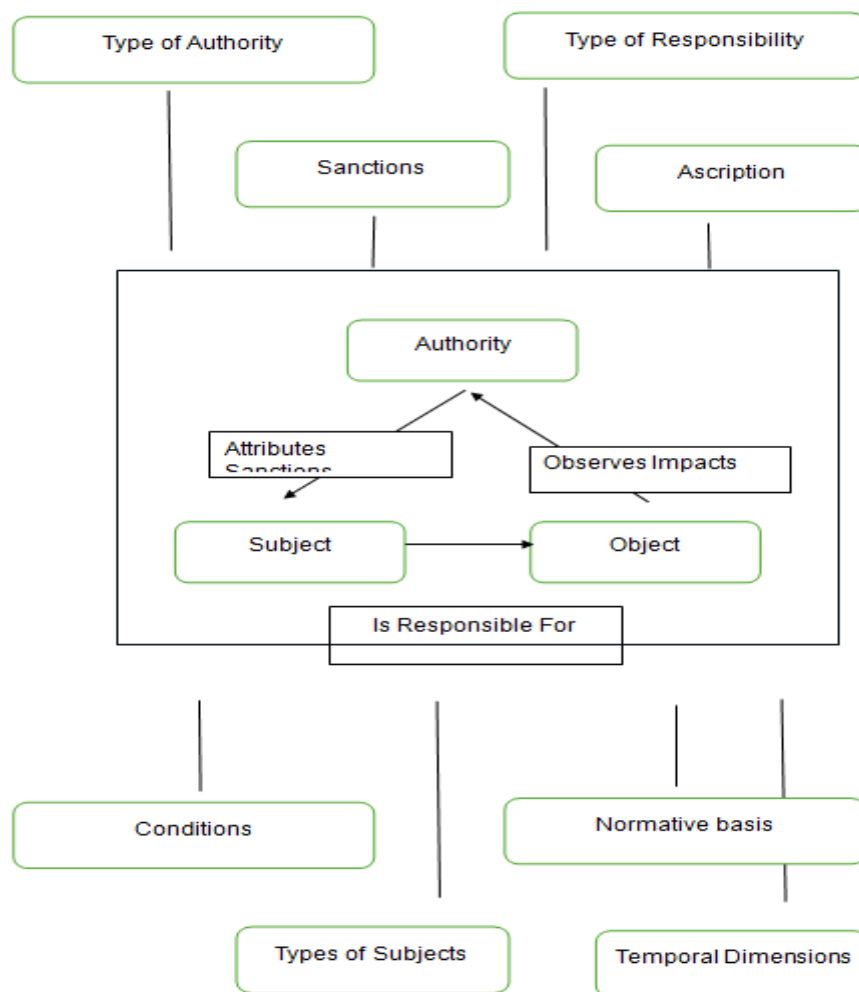 Type of Authority
Type of Responsibility
Sanctions
Ascription
Authority
Attributes
Sanctions
Observes Impacts
Subject
Object
Is Responsible For
Conditions
Normative basis
Types of Subjects
Temporal Dimensions